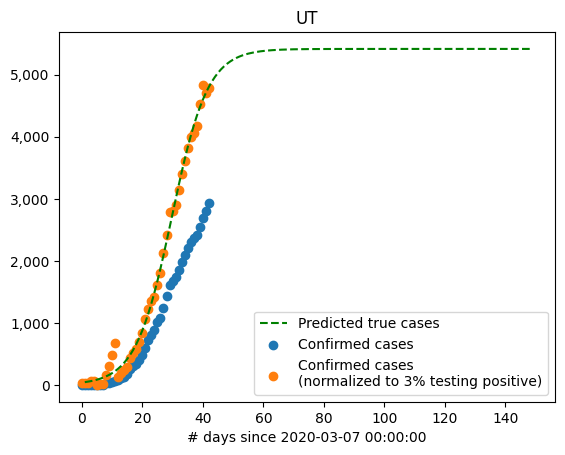 UT
5,000
4,000
3,000
2,000
1,000
0
Predicted true cases
Confirmed cases
Confirmed cases
(normalized to 3% testing positive)
0 20 40 60 80 100 120 140
# days since 2020-03-07 00:00:00